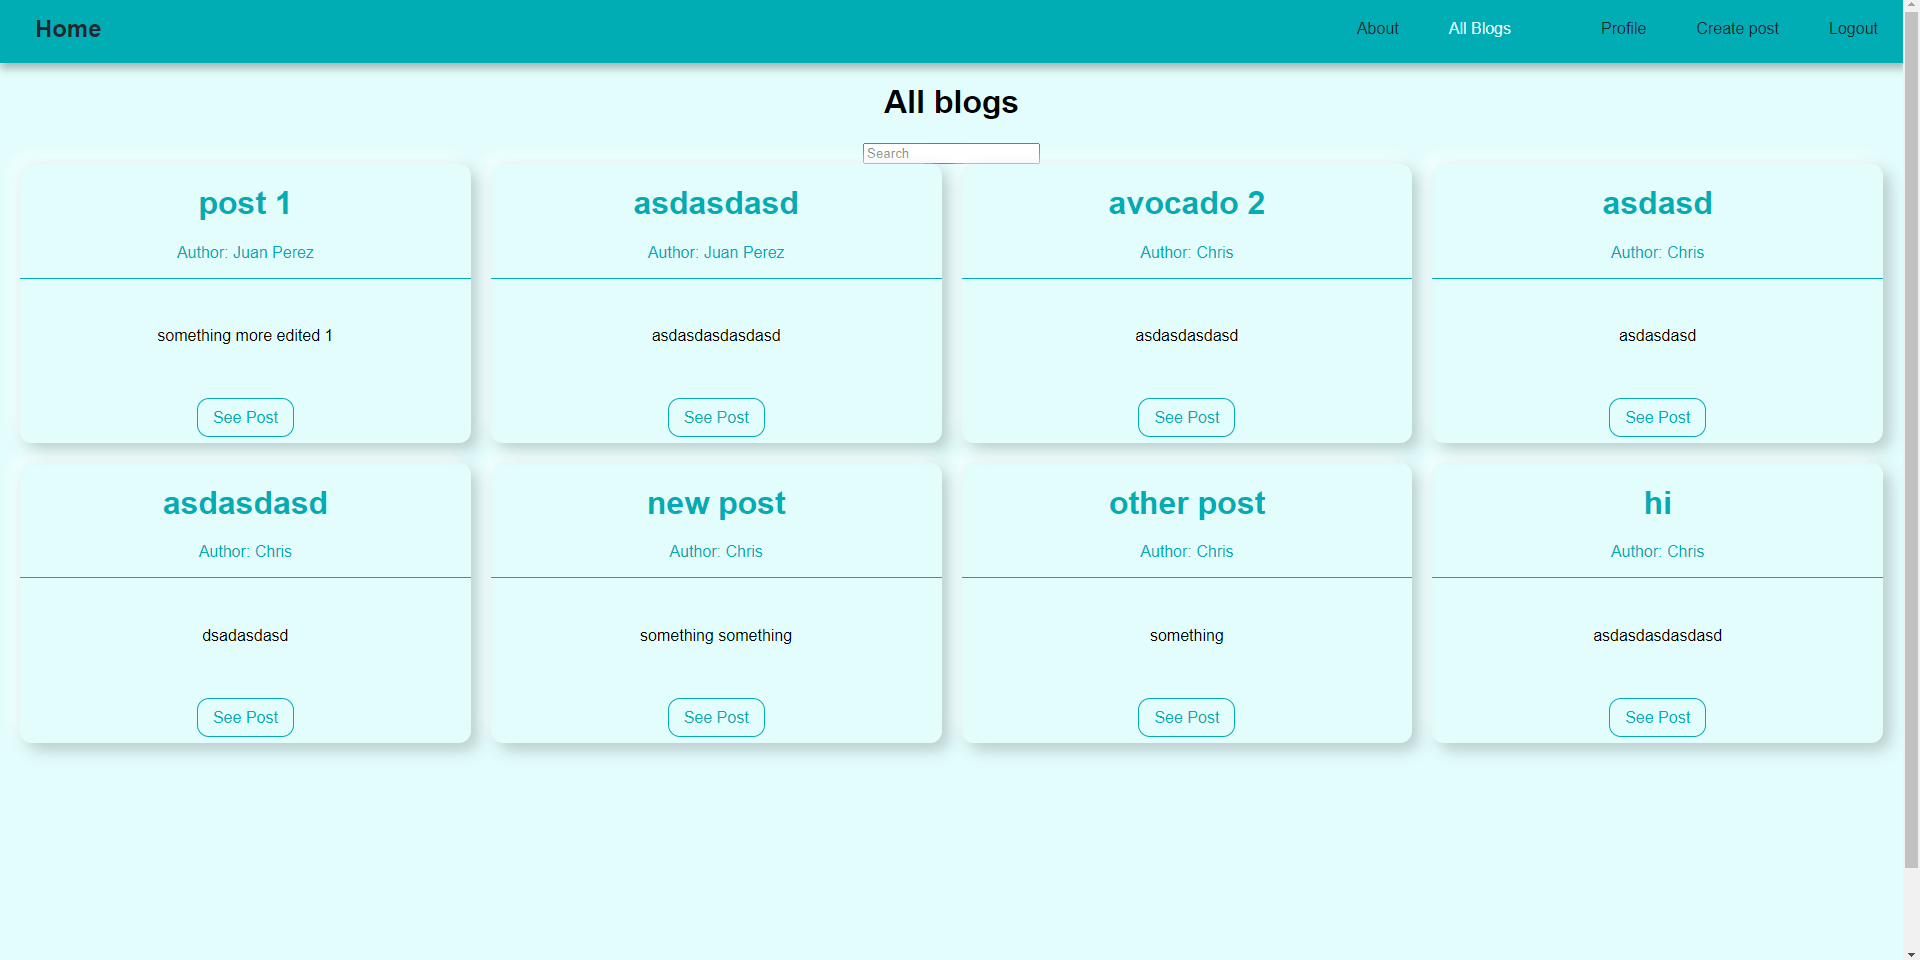 Home About All Blogs Profile Create post Logout
All blogs
Search
post 1
Author: Juan Perez
something more edited 1
See Post
asdasdasd
Author: Juan Perez
asdasdasdasdasd
See Post
avocado 2
Author: Chris
asdasdasdasd
See Post
asdasd
Author: Chris
asdasdasd
See Post
asdasdasd
Author: Chris
dsadasdasd
See Post
new post
Author: Chris
something something
See Post
other post
Author: Chris
something
See Post
hi
Author: Chris
asdasdasdasdasd
See Post